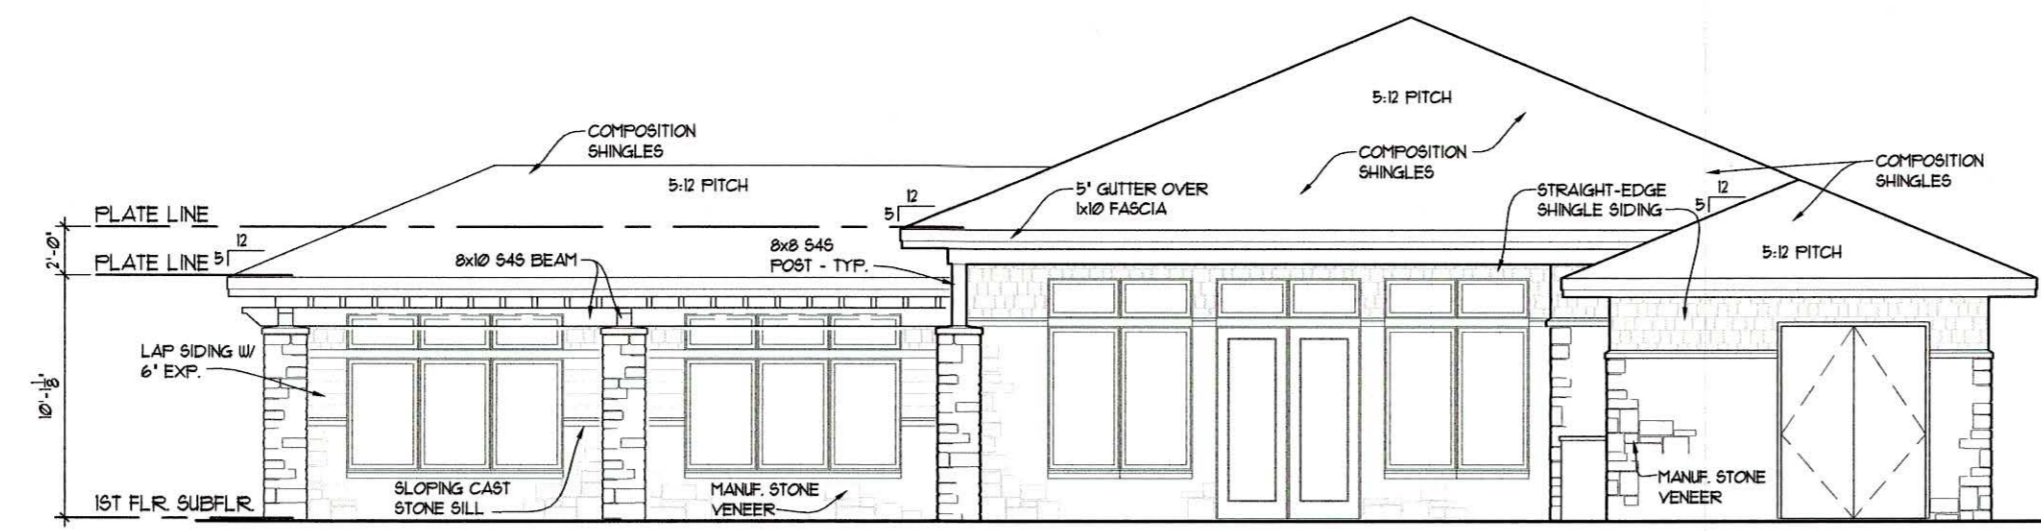 5:12 PITCH
COMPOSITION
SHINGLES
COMPOSITION
SHINGLES
COMPOSITION
SHINGLES
5:12 PITCH
5" GUTTER OVER
1x10 FASCIA
STRAIGHT-EDGE
SHINGLE SIDING
12
5
12
5
PLATE LINE
2'-0"
12
5
PLATE LINE
8x10 S4S BEAM
8x8 S4S
POST - TYP.
5:12 PITCH
LAP SIDING W/
6" EXP.
10'-1 1/8"
SLOPING CAST
STONE SILL
MANUF. STONE
VENEER
MANUF. STONE
VENEER
1ST FLR. SUBFLR.